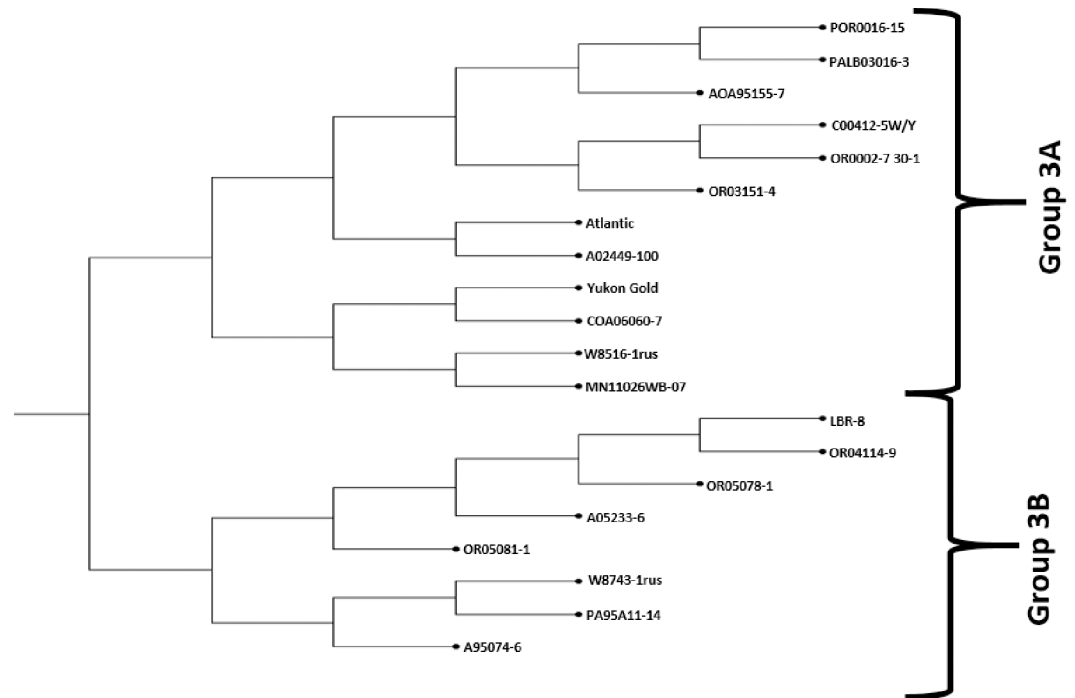 POR0016-15
PALB03016-3
AOA95155-7
C00412-5W/Y
OR0002-7 30-1
OR03151-4
Atlantic
A02449-100
Yukon Gold
COA06060-7
W8516-1rus
MN11026WB-07
Group 3A
LBR-8
OR04114-9
OR05078-1
A05233-6
OR05081-1
W8743-1rus
PA95A11-14
A95074-6
Group 3B